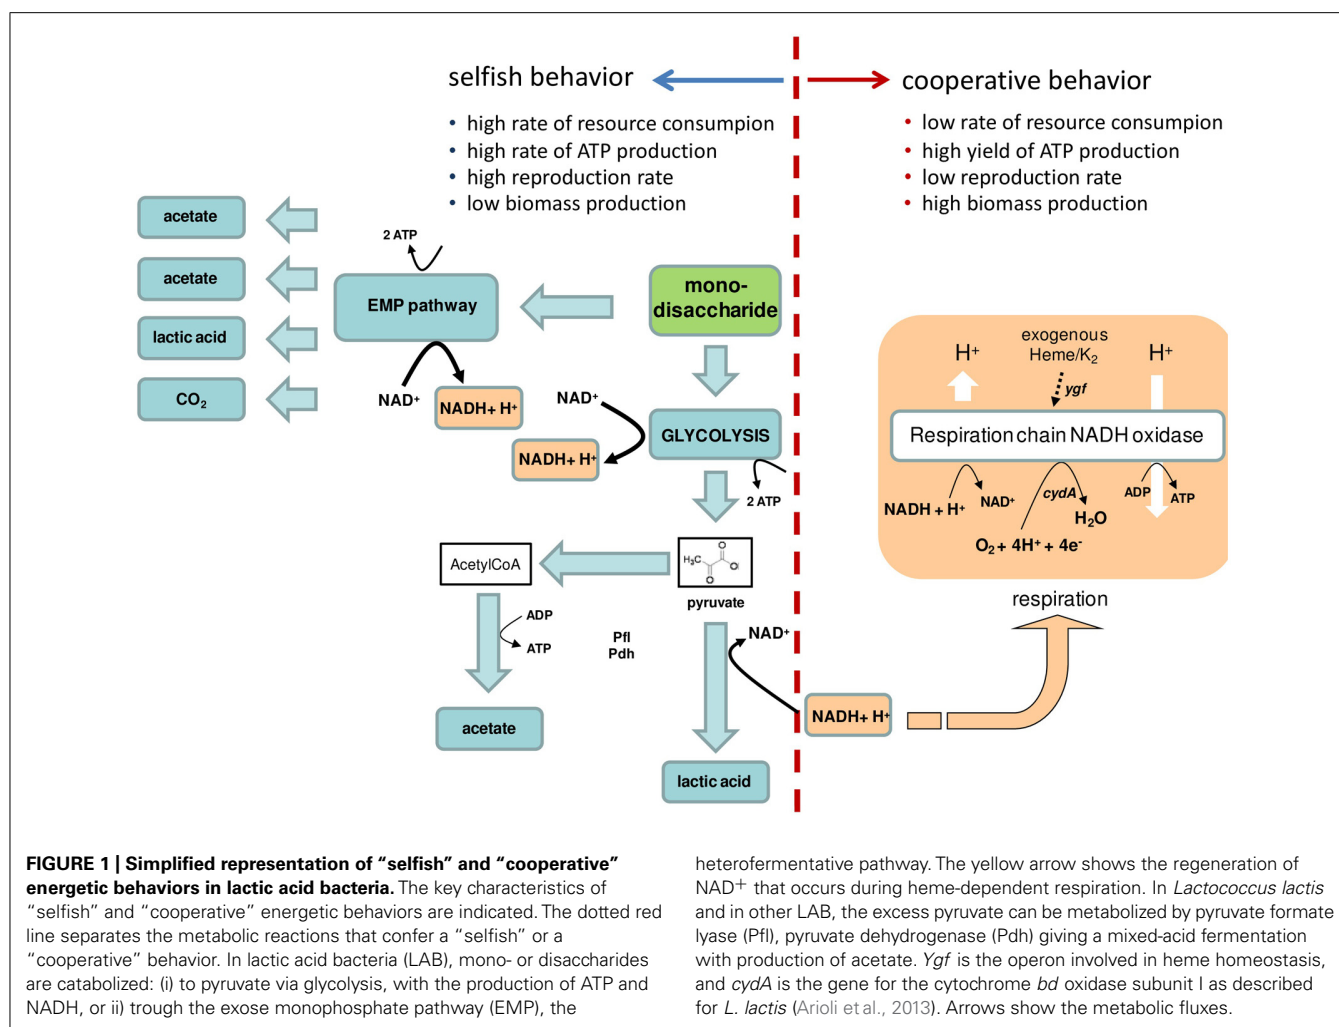 selfish behavior
cooperative behavior
• high rate of resource consumpion
• high rate of ATP production
• high reproduction rate
• low biomass production
• low rate of resource consumption
• high yield of ATP production
• low reproduction rate
• high biomass production
acetate
acetate
lactic acid
CO₂
2 ATP
EMP pathway
NAD⁺
NADH + H⁺
mono-
disaccharide
NAD⁺
NADH + H⁺
GLYCOLYSIS
2 ATP
AcetylCoA
H₃C
O
O
O
pyruvate
ADP
ATP
Pfl
Pdh
acetate
NAD⁺
lactic acid
NADH + H⁺
H⁺
exogenous
Heme/K₂
H⁺
ygf
Respiration chain NADH oxidase
NADH + H⁺
NAD⁺
cydA
H₂O
O₂ + 4H⁺ + 4e⁻
ADP
ATP
respiration
FIGURE 1 | Simplified representation of “selfish” and “cooperative”
energetic behaviors in lactic acid bacteria. The key characteristics of
“selfish” and “cooperative” energetic behaviors are indicated. The dotted red
line separates the metabolic reactions that confer a “selfish” or a
“cooperative” behavior. In lactic acid bacteria (LAB), mono- or disaccharides
are catabolized: (i) to pyruvate via glycolysis, with the production of ATP and
NADH, or ii) trough the exose monophosphate pathway (EMP), the
heterofermentative pathway. The yellow arrow shows the regeneration of
NAD⁺ that occurs during heme-dependent respiration. In Lactococcus lactis
and in other LAB, the excess pyruvate can be metabolized by pyruvate formate
lyase (Pfl), pyruvate dehydrogenase (Pdh) giving a mixed-acid fermentation
with production of acetate. Ygf is the operon involved in heme homeostasis,
and cydA is the gene for the cytochrome bd oxidase subunit I as described
for L. lactis (Arioli et al., 2013). Arrows show the metabolic fluxes.